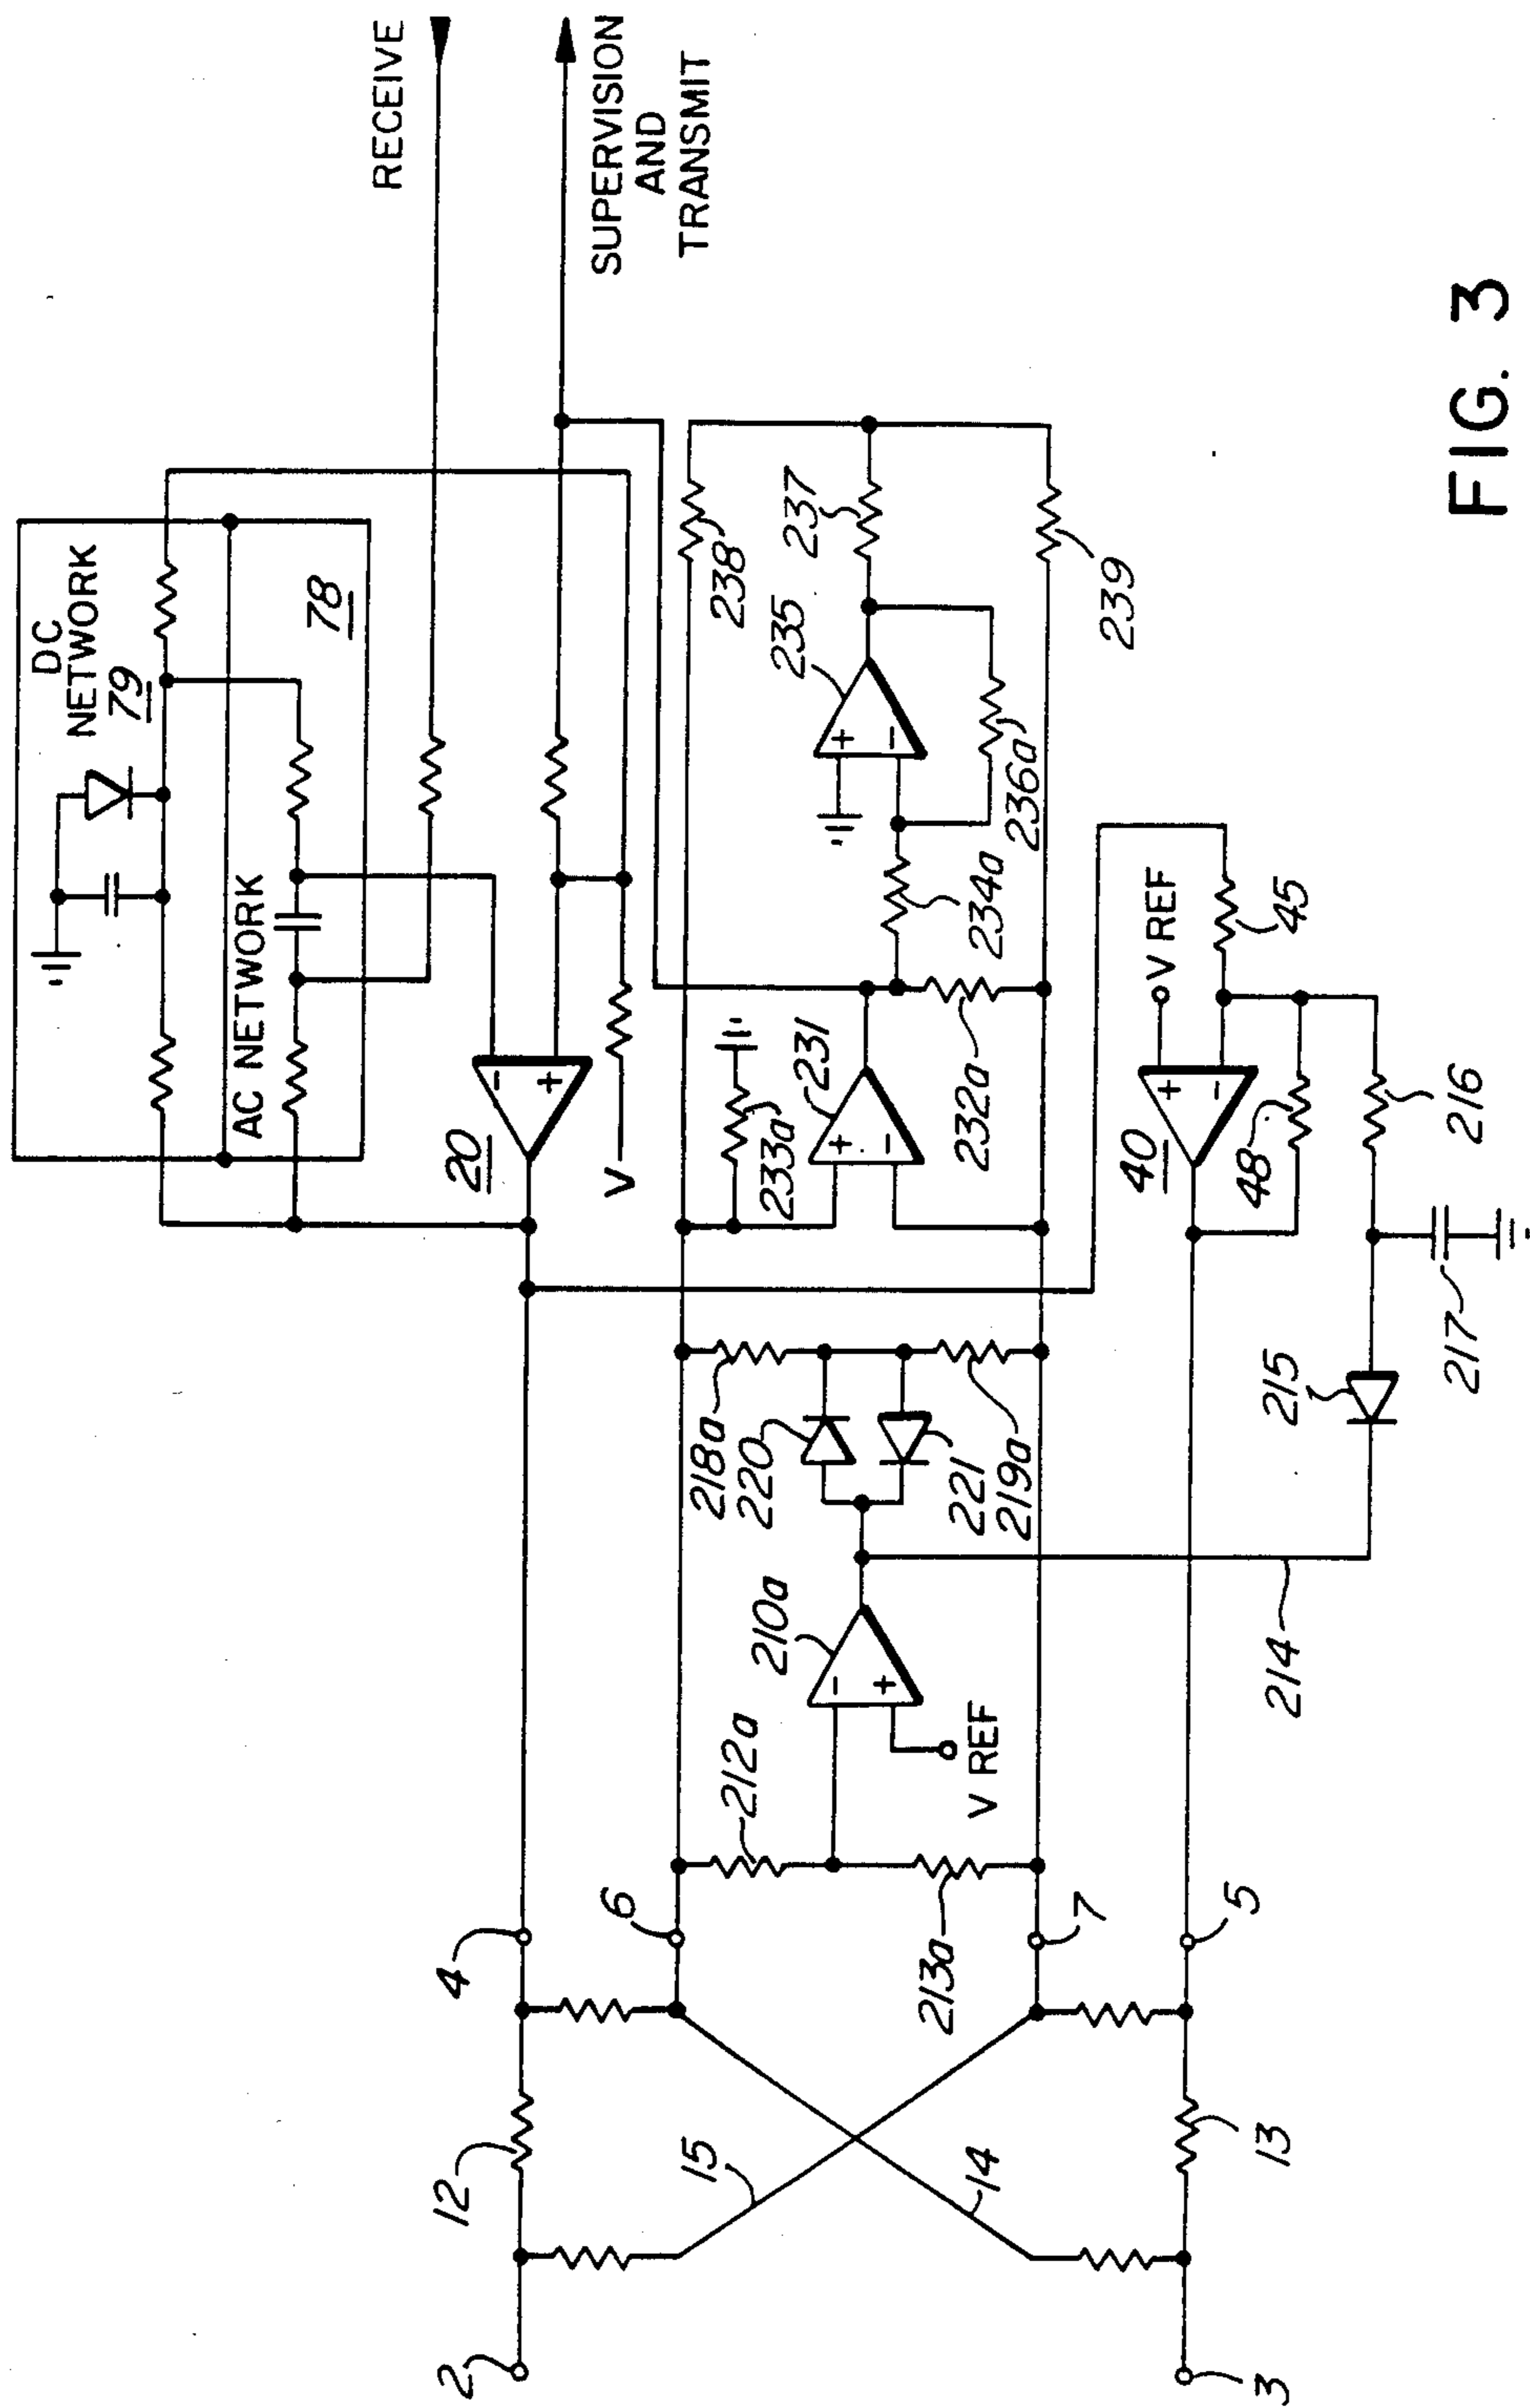 RECEIVE
SUPERVISION
AND
TRANSMIT
DC
NETWORK
79
78
AC NETWORK
20
V
238
237
235
236a
239
234a
233a
231
232a
V REF
45
40
48
216
217
215
218a
220
221
219a
210a
V REF
214
212a
213a
4
6
7
5
12
15
14
13
2
3
FIG. 3